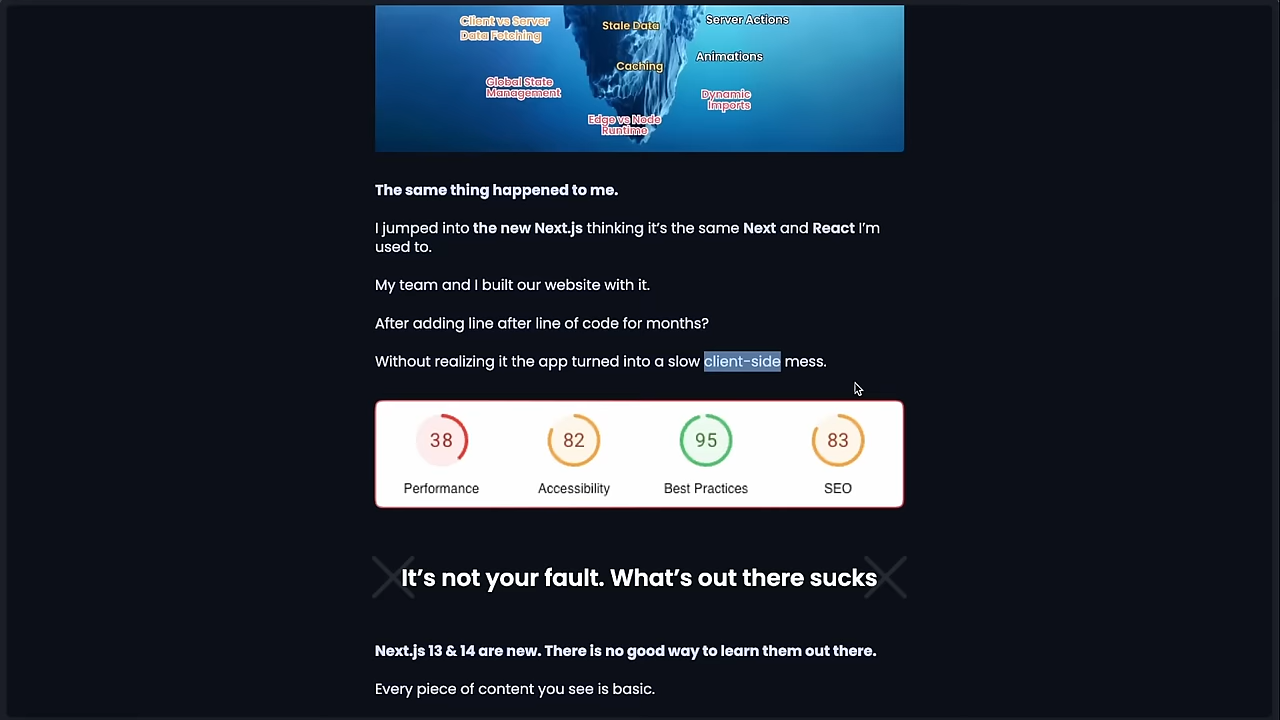 Client vs Server
Data Fetching
Stale Data
Server Actions
Caching
Animations
Global State
Management
Dynamic
Imports
Edge vs Node
Runtime
The same thing happened to me.
I jumped into the new Next.js thinking it’s the same Next and React I’m
used to.
My team and I built our website with it.
After adding line after line of code for months?
Without realizing it the app turned into a slow client-side mess.
38
82
95
83
Performance
Accessibility
Best Practices
SEO
It’s not your fault. What’s out there sucks
Next.js 13 & 14 are new. There is no good way to learn them out there.
Every piece of content you see is basic.